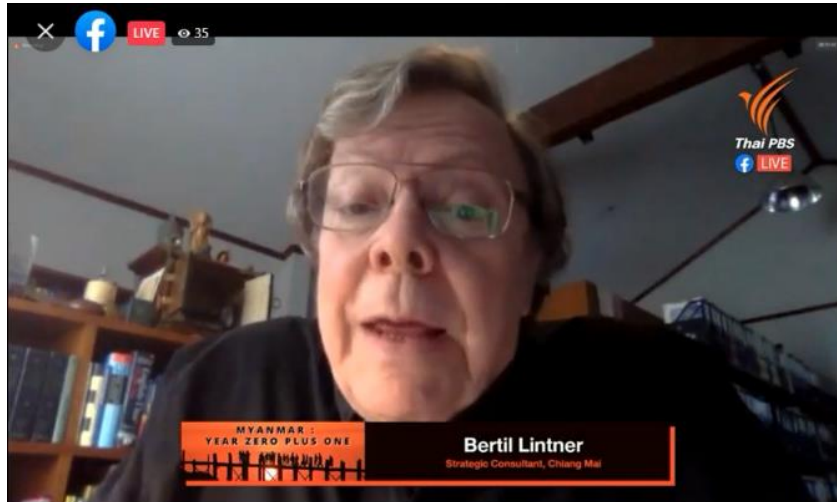 LIVE
35
Thai PBS
LIVE
MYANMAR :
YEAR ZERO PLUS ONE
Bertil Lintner
Strategic Consultant, Chiang Mai